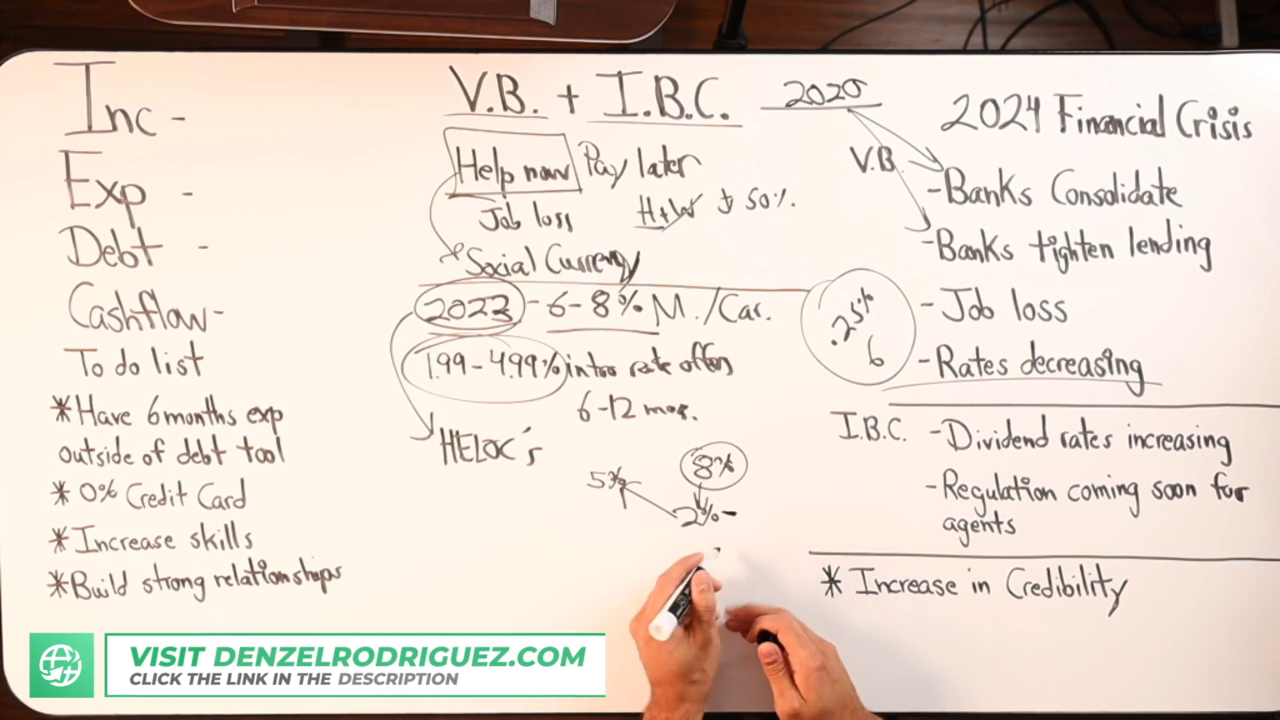 Inc -
Exp -
Debt -
Cashflow -
To do list
*Have 6 months exp
outside of debt tool
* 0% Credit Card
*Increase skills
*Build strong relationships
V.B. + I.B.C.
Help now Pay later
Job loss H+W ↓ 50%.
Social Currency
2023 - 6-8% M./Car.
1.99-4.99% intro rate offers
6-12 mos.
HELOC's
8%
5%
2% -
2020
2024 Financial Crisis
V.B.
-Banks Consolidate
-Banks tighten lending
- Job loss
-Rates decreasing
.25%
6
I.B.C. -Dividend rates increasing
-Regulation coming soon for
agents
* Increase in Credibility
VISIT DENZELRODRIGUEZ.COM
CLICK THE LINK IN THE DESCRIPTION